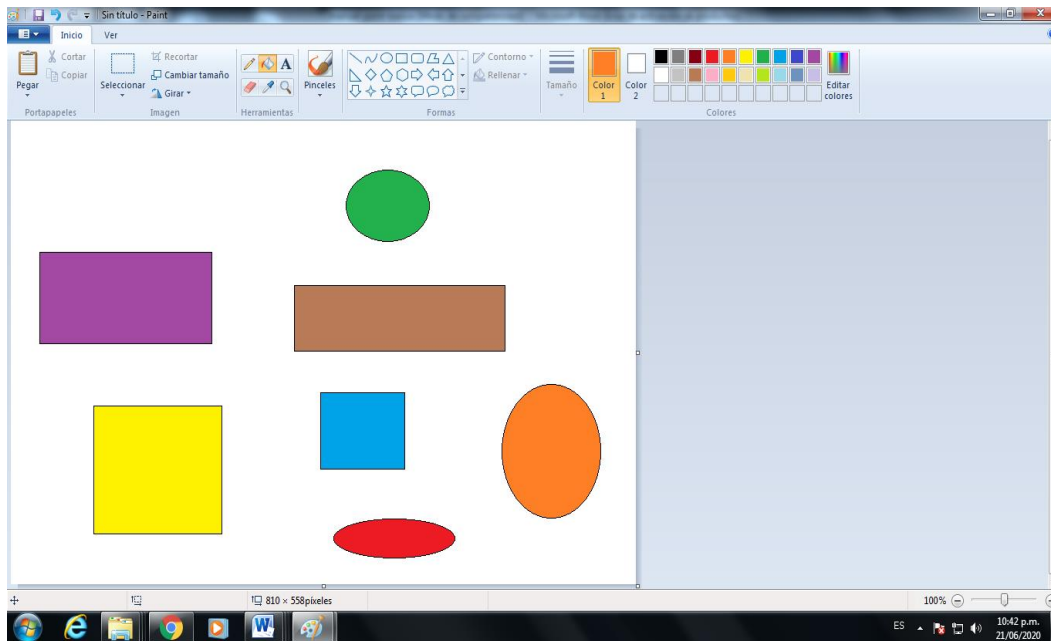 Sin título - Paint
Inicio Ver
Pegar
Cortar
Copiar
Portapapeles
Seleccionar
Recortar
Cambiar tamaño
Girar
Imagen
A
Herramientas
Pinceles
Contorno
Rellenar
Formas
Tamaño
Color 1
Color 2
Editar colores
Colores
810 × 558píxeles
100%
W
ES
10:42 p.m.
21/06/2020